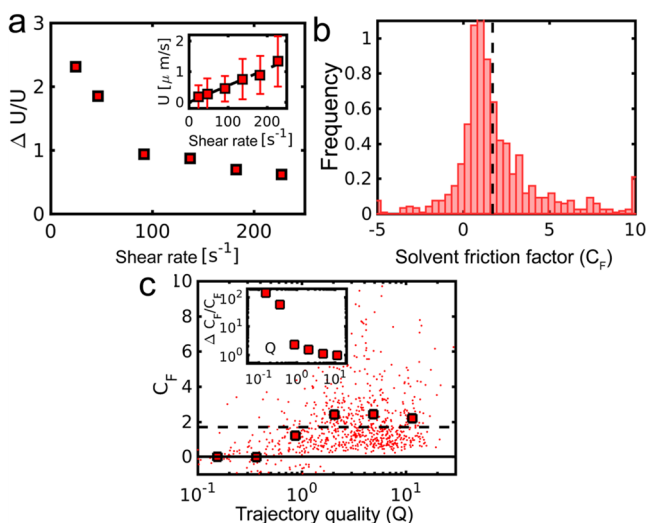 a
3
2
1
0
0
100
200
Δ U/U
Shear rate [s⁻¹]
2
1
0
0
100
200
U [μ m/s]
Shear rate [s⁻¹]
b
1
0.8
0.6
0.4
0.2
0
-5
0
5
10
Frequency
Solvent friction factor (C_F)
c
10
8
6
4
2
0
10⁻¹
10⁰
10¹
C_F
Trajectory quality (Q)
10²
10¹
10⁰
10⁻¹
10⁰
10¹
Δ C_F/C_F
Q